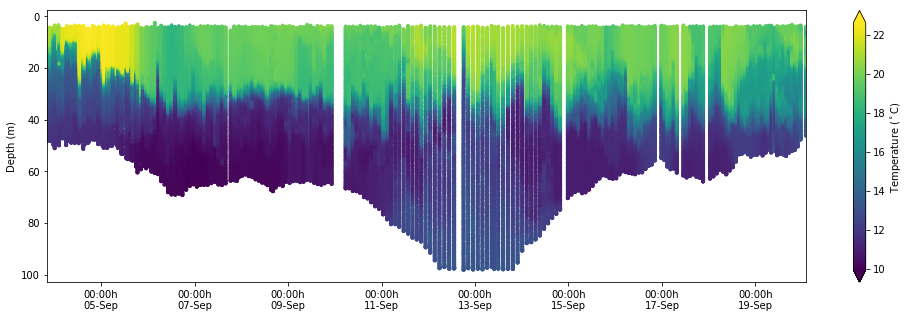 0
20
40
60
80
100
Depth (m)
00:00h
05-Sep
00:00h
07-Sep
00:00h
09-Sep
00:00h
11-Sep
00:00h
13-Sep
00:00h
15-Sep
00:00h
17-Sep
00:00h
19-Sep
22
20
18
16
14
12
10
Temperature (°C)